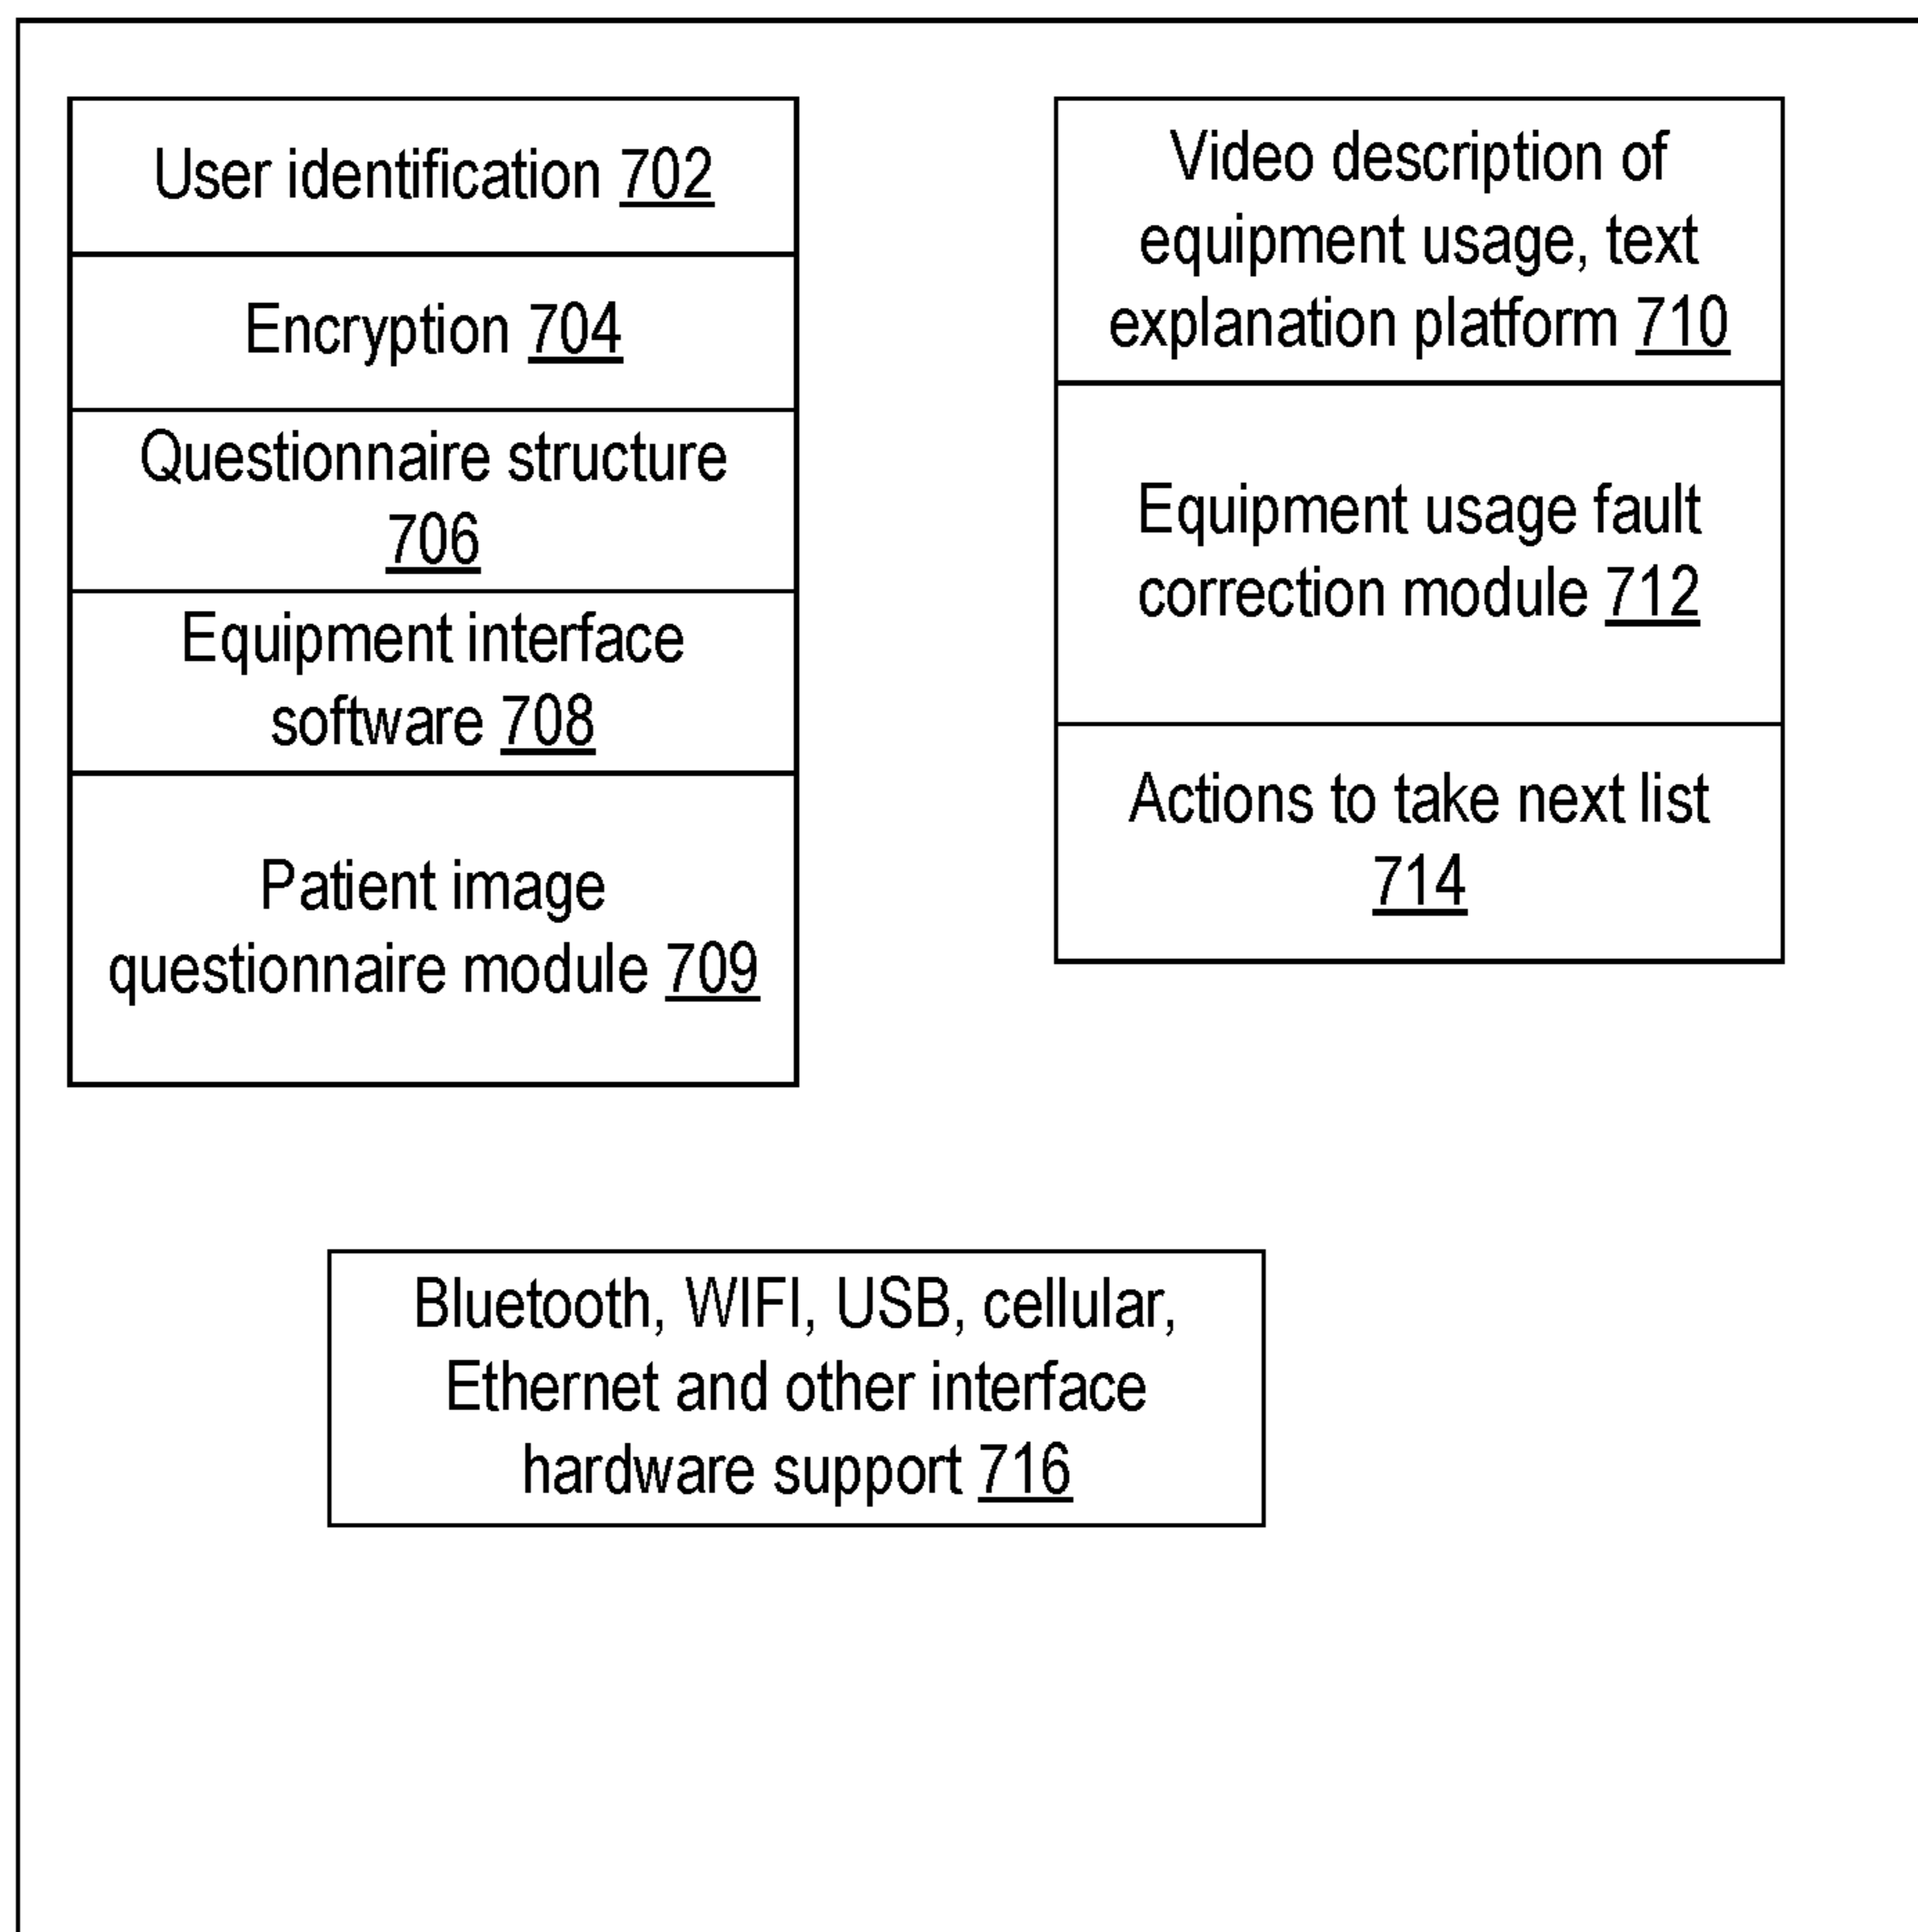 User identification 702
Encryption 704
Questionnaire structure
706
Equipment interface
software 708
Patient image
questionnaire module 709
Video description of
equipment usage, text
explanation platform 710
Equipment usage fault
correction module 712
Actions to take next list
714
Bluetooth, WIFI, USB, cellular,
Ethernet and other interface
hardware support 716